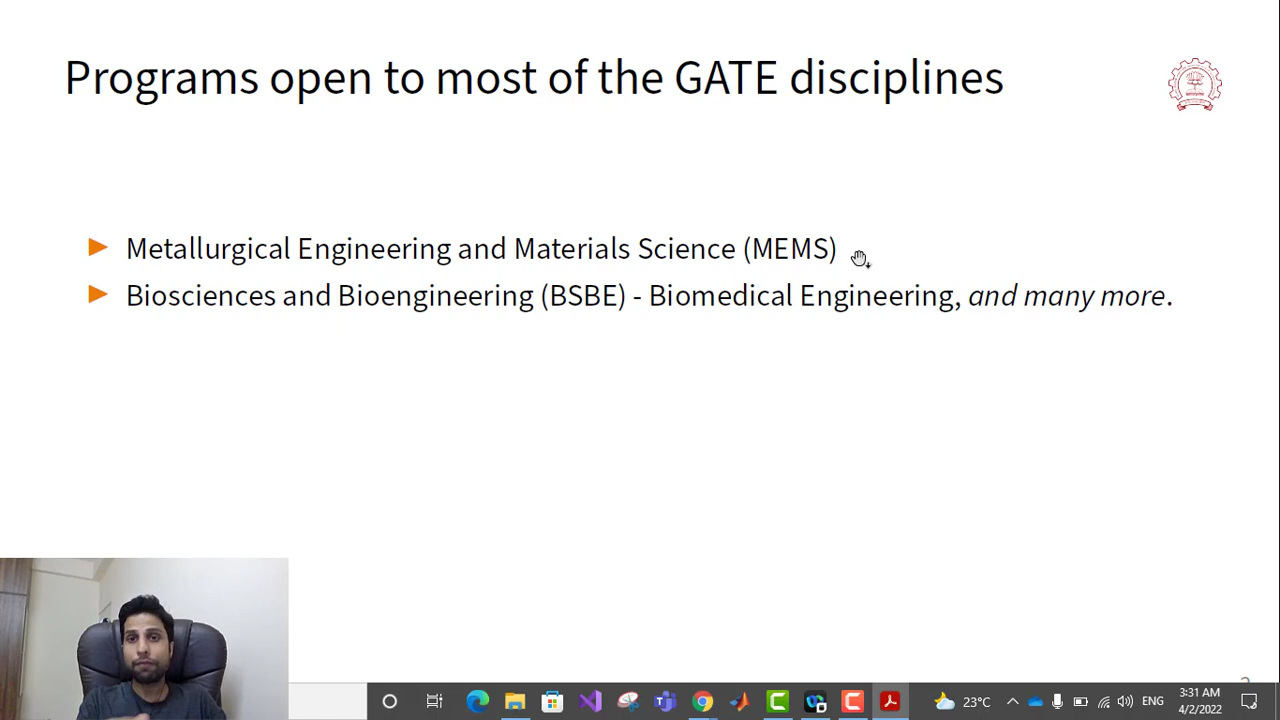 Programs open to most of the GATE disciplines
Metallurgical Engineering and Materials Science (MEMS)
Biosciences and Bioengineering (BSBE) - Biomedical Engineering, and many more.
23°C
ENG
3:31 AM
4/2/2022